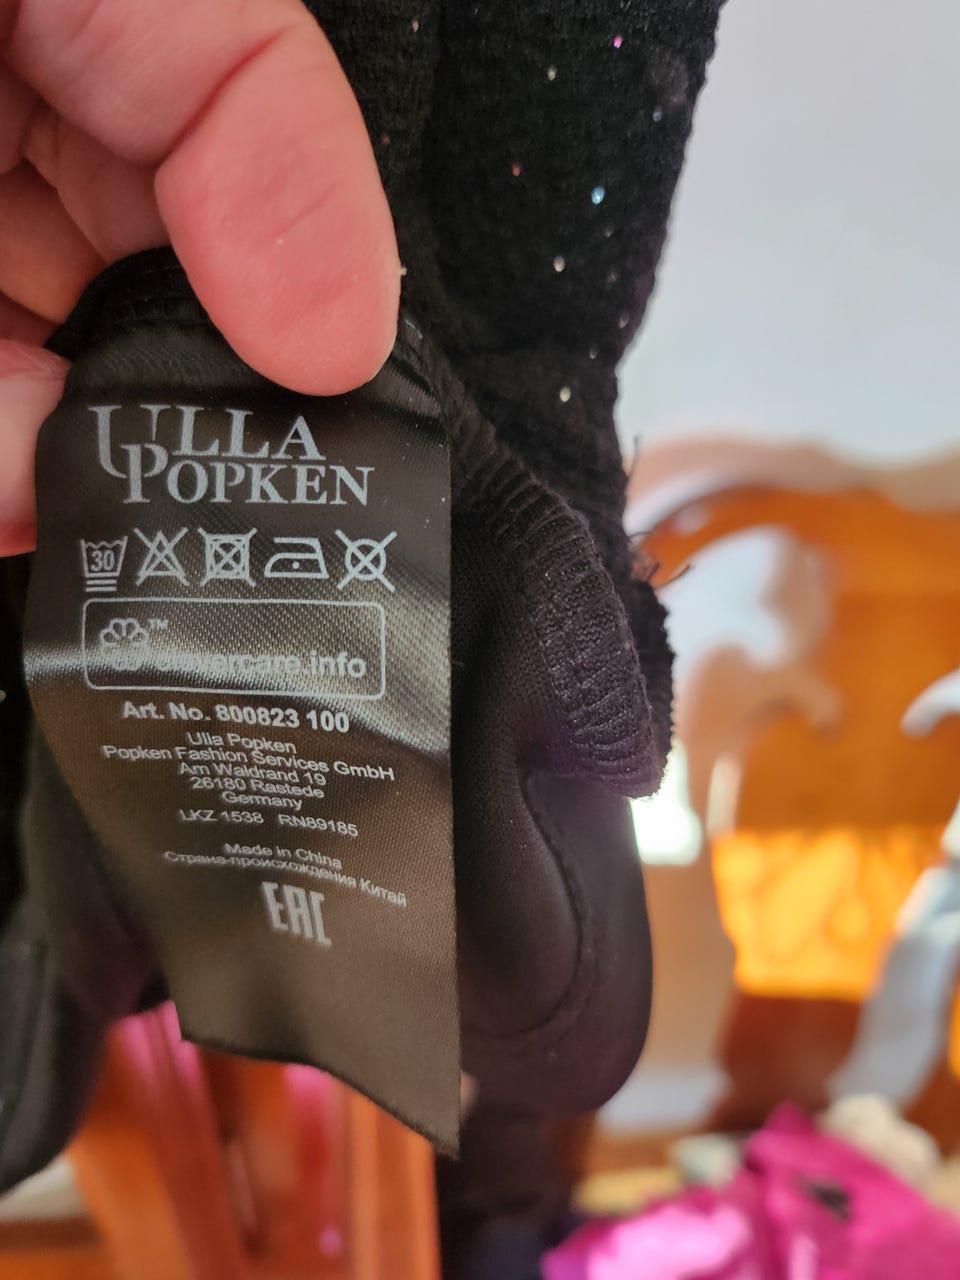 ULLA
POPKEN
30
TM
clevercare.info
Art. No. 800823 100
Ulla Popken
Popken Fashion Services GmbH
Am Waldrand 19
26180 Rastede
Germany
LKZ 1538 RN89185
Made in China
Страна-происхождения Китай
EAC